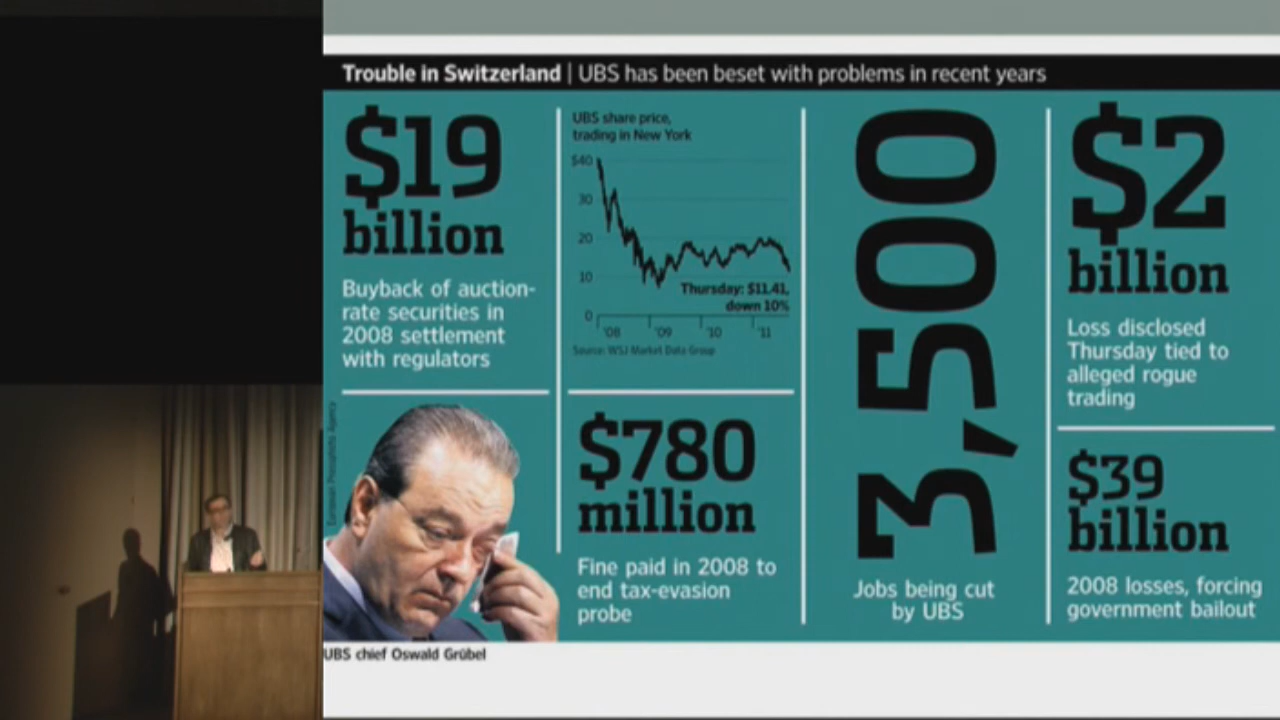 Trouble in Switzerland | UBS has been beset with problems in recent years
$19
billion
Buyback of auction-
rate securities in
2008 settlement
with regulators
UBS share price,
trading in New York
$40
30
20
10
0
Thursday: $11.41,
down 10%
'08
'09
'10
'11
Source: WSJ Market Data Group
$780
million
Fine paid in 2008 to
end tax-evasion
probe
3,500
Jobs being cut
by UBS
$2
billion
Loss disclosed
Thursday tied to
alleged rogue
trading
$39
billion
2008 losses, forcing
government bailout
European Pressphoto Agency
UBS chief Oswald Grübel